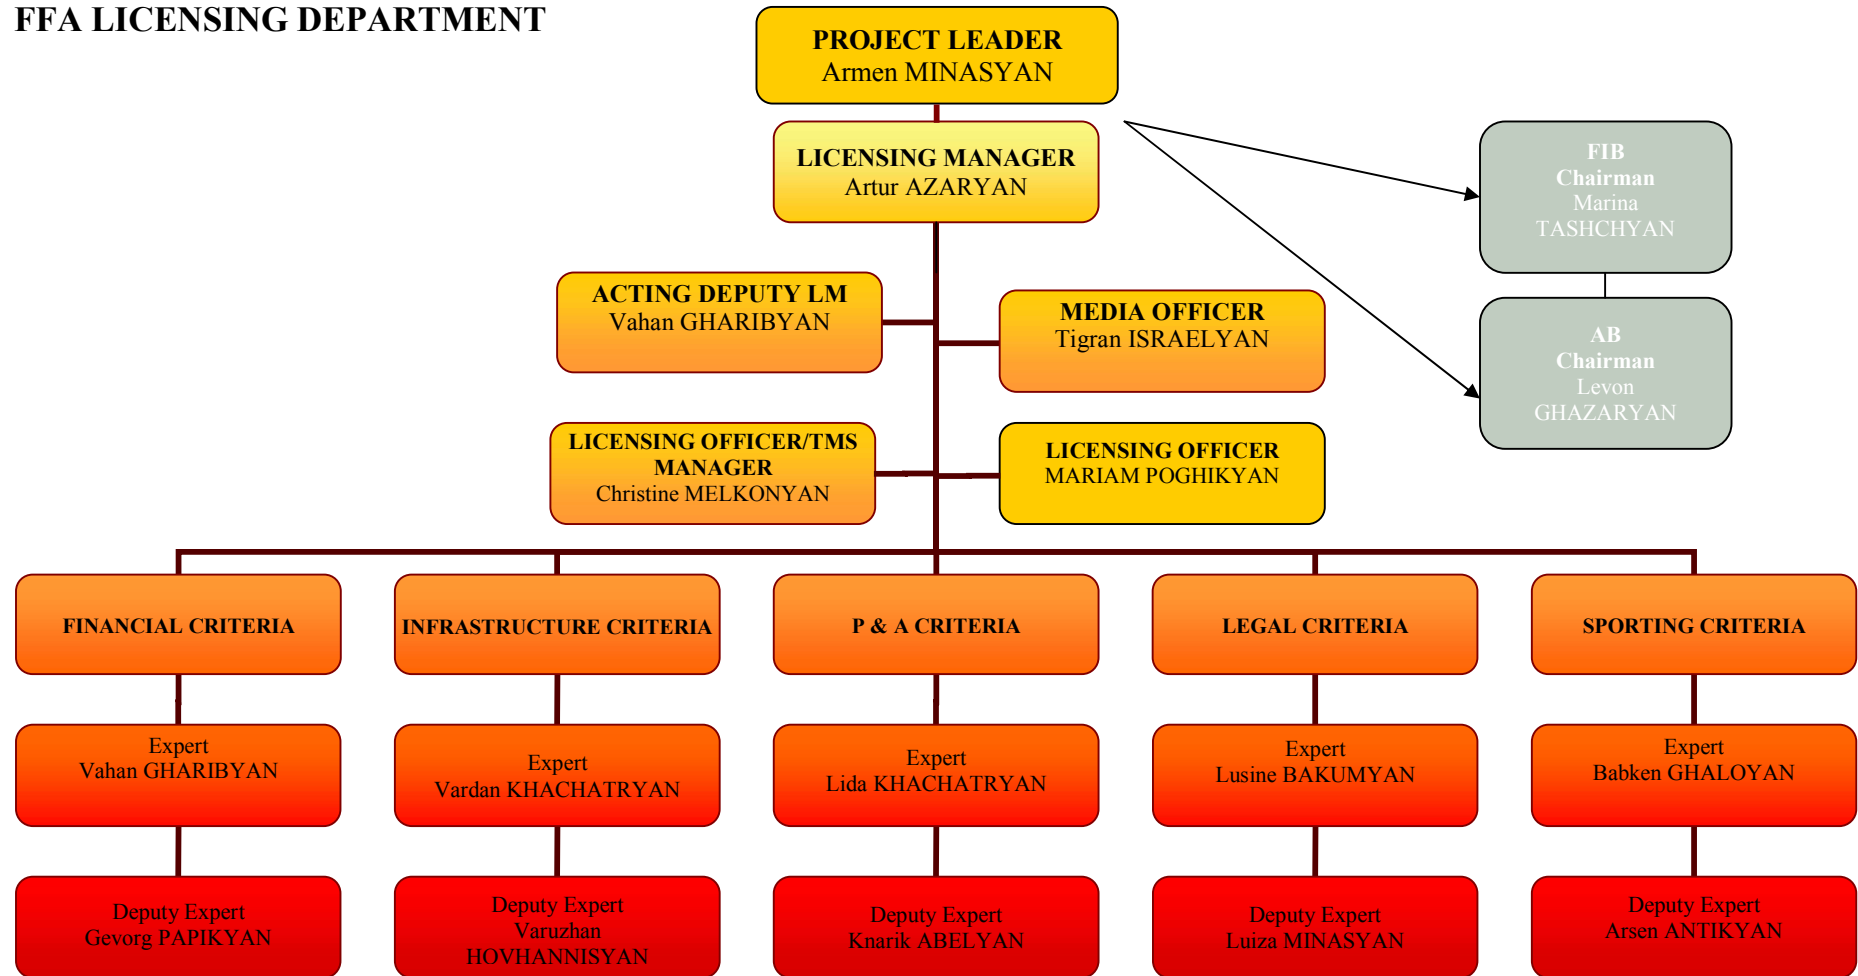 FFA LICENSING DEPARTMENT
PROJECT LEADER
Armen MINASYAN
LICENSING MANAGER
Artur AZARYAN
FIB
Chairman
Marina
TASHCHYAN
ACTING DEPUTY LM
Vahan GHARIBYAN
MEDIA OFFICER
Tigran ISRAELYAN
AB
Chairman
Levon
GHAZARYAN
LICENSING OFFICER/TMS
MANAGER
Christine MELKONYAN
LICENSING OFFICER
MARIAM POGHIKYAN
FINANCIAL CRITERIA
INFRASTRUCTURE CRITERIA
P & A CRITERIA
LEGAL CRITERIA
SPORTING CRITERIA
Expert
Vahan GHARIBYAN
Expert
Vardan KHACHATRYAN
Expert
Lida KHACHATRYAN
Expert
Lusine BAKUMYAN
Expert
Babken GHALOYAN
Deputy Expert
Gevorg PAPIKYAN
Deputy Expert
Varuzhan
HOVHANNISYAN
Deputy Expert
Knarik ABELYAN
Deputy Expert
Luiza MINASYAN
Deputy Expert
Arsen ANTIKYAN